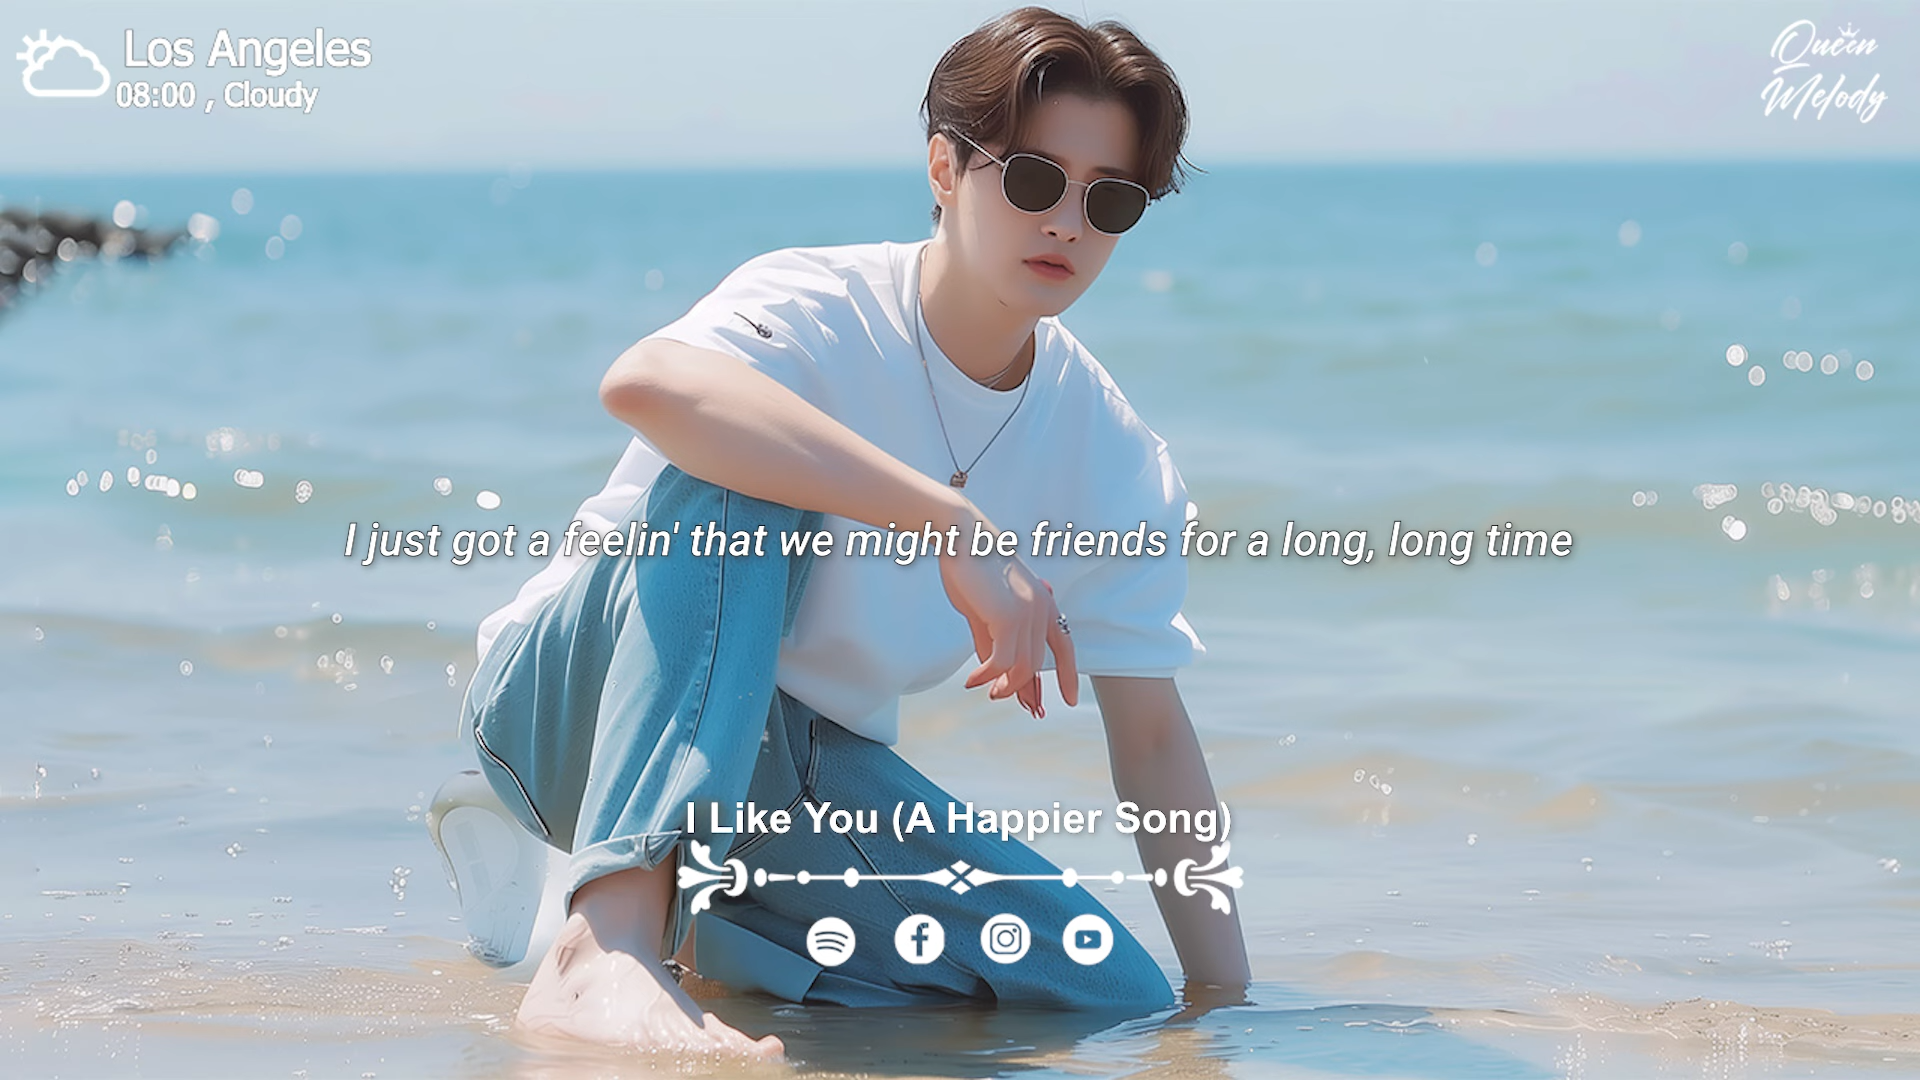 Los Angeles
08:00 , Cloudy
Queen
Melody
I just got a feelin' that we might be friends for a long, long time
I Like You (A Happier Song)